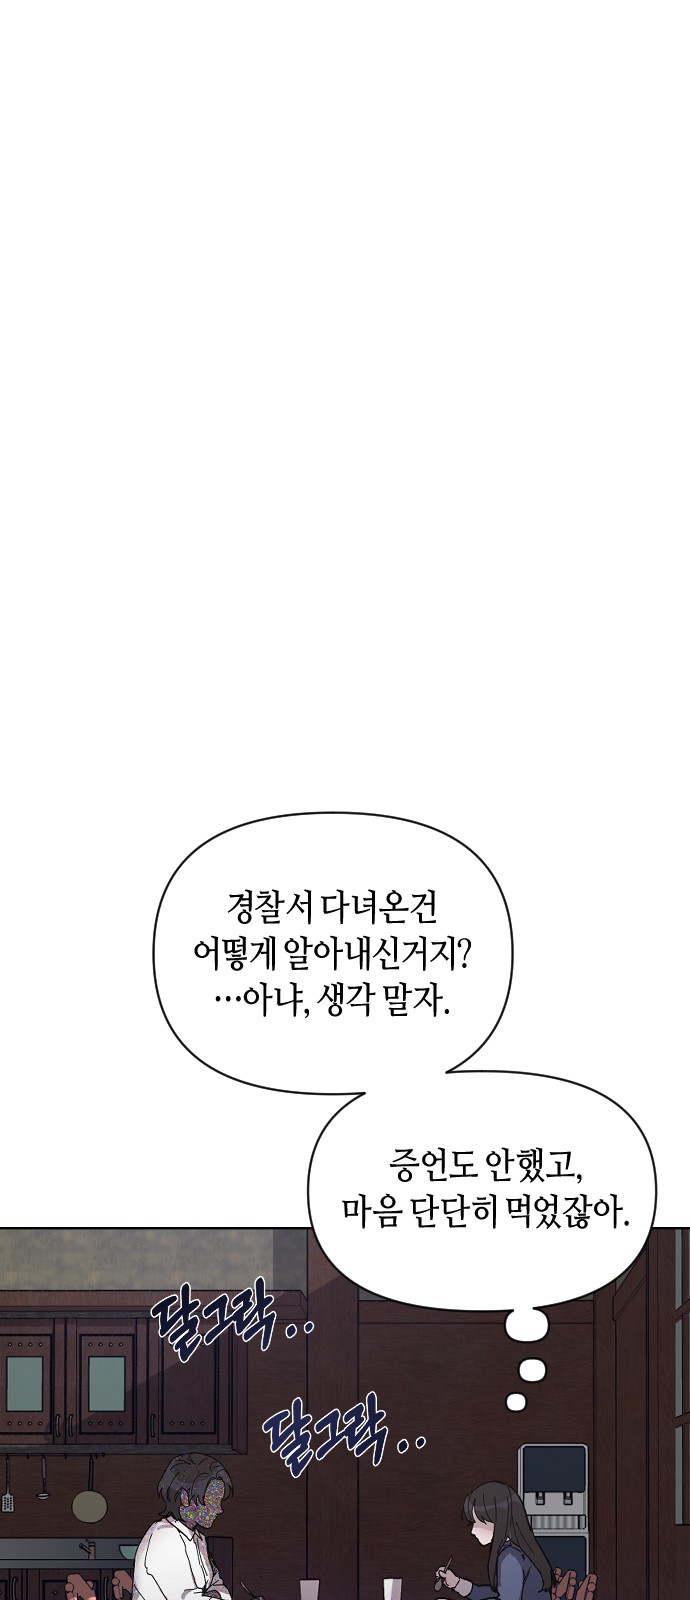 경찰서 다녀온건
어떻게 알아내신거지?
…아냐, 생각 말자.
증언도 안했고,
마음 단단히 먹었잖아.
달그락..
달그락..